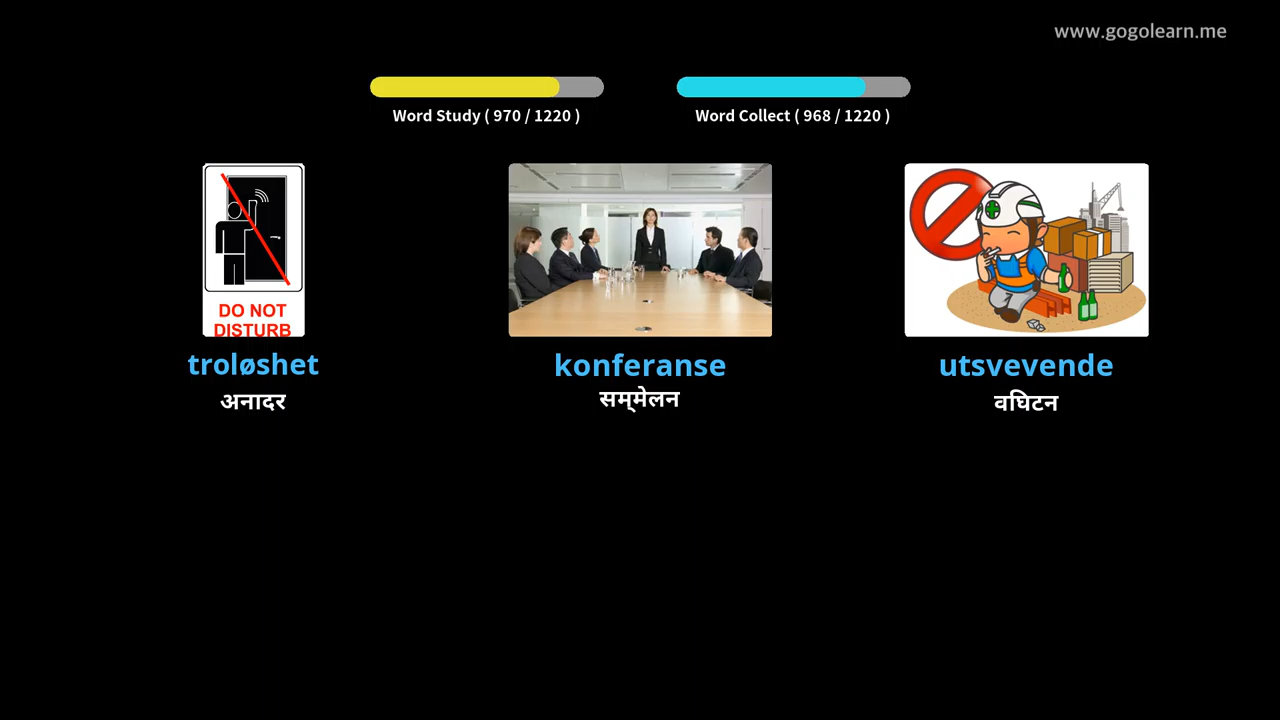 www.gogolearn.me
Word Study ( 970 / 1220 )
Word Collect ( 968 / 1220 )
DO NOT
DISTURB
troløshet
konferanse
utsvevende
अनादर
सम्मेलन
वघिटन